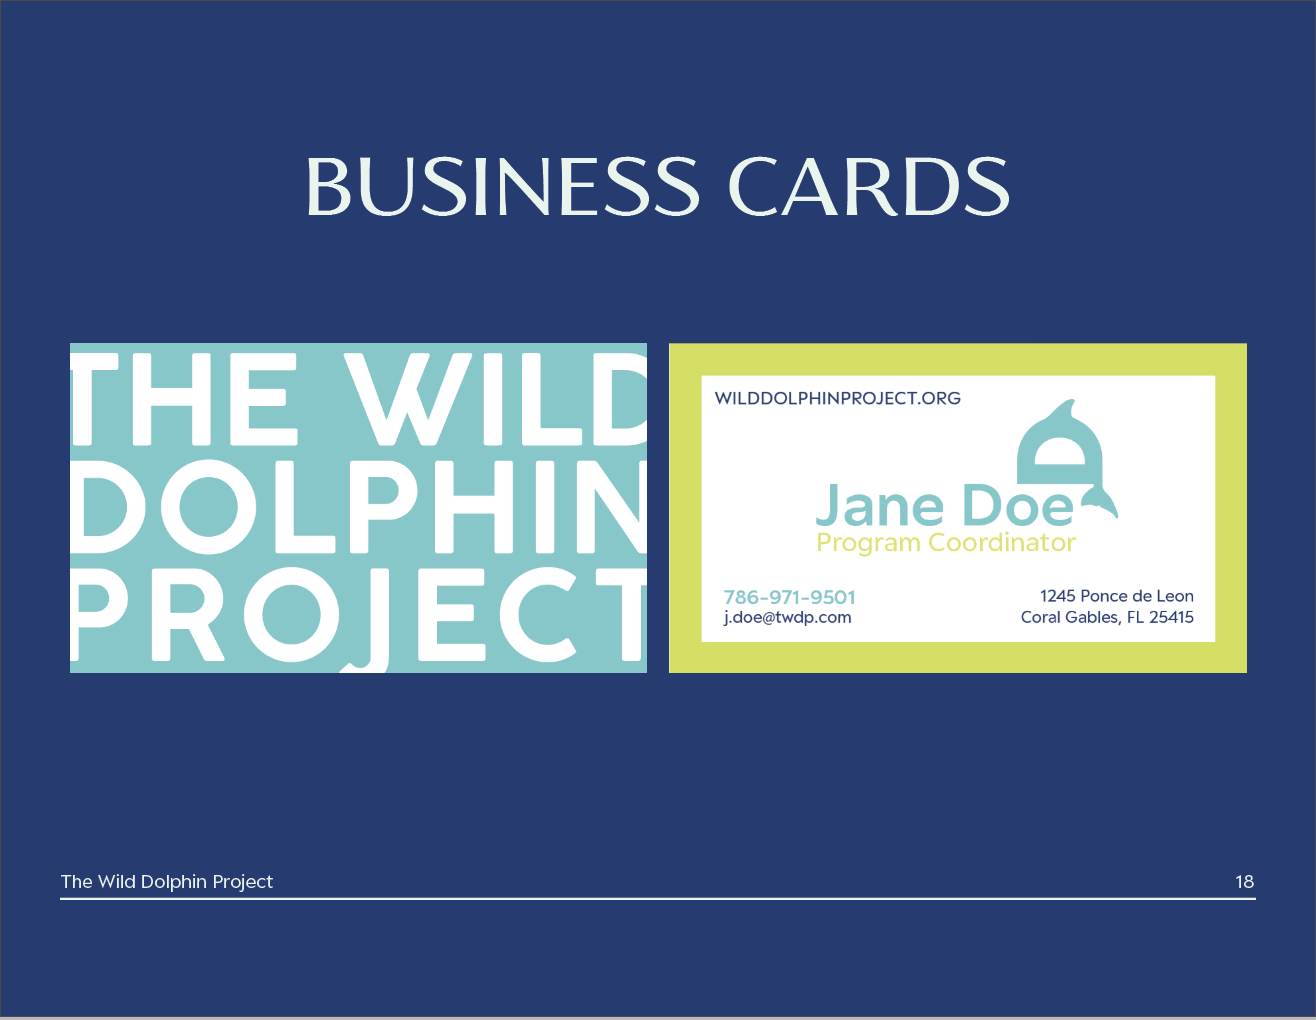 BUSINESS CARDS
THE WILD
DOLPHIN
PROJECT
WILDDOLPHINPROJECT.ORG
Jane Doe
Program Coordinator
786-971-9501
j.doe@twdp.com
1245 Ponce de Leon
Coral Gables, FL 25415
The Wild Dolphin Project
18